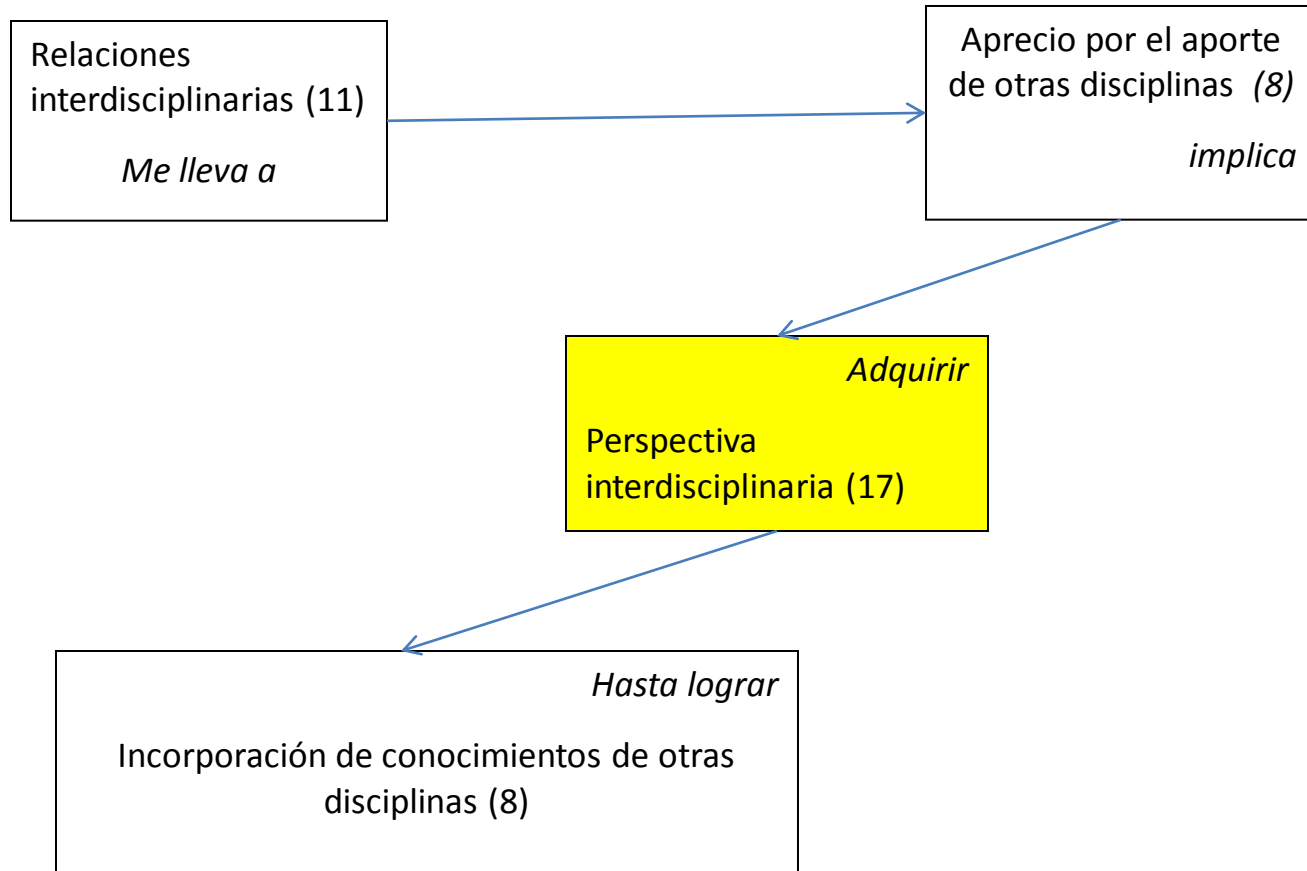 Relaciones
interdisciplinarias (11)
Me lleva a
Aprecio por el aporte
de otras disciplinas (8)
implica
Adquirir
Perspectiva
interdisciplinaria (17)
Hasta lograr
Incorporación de conocimientos de otras
disciplinas (8)